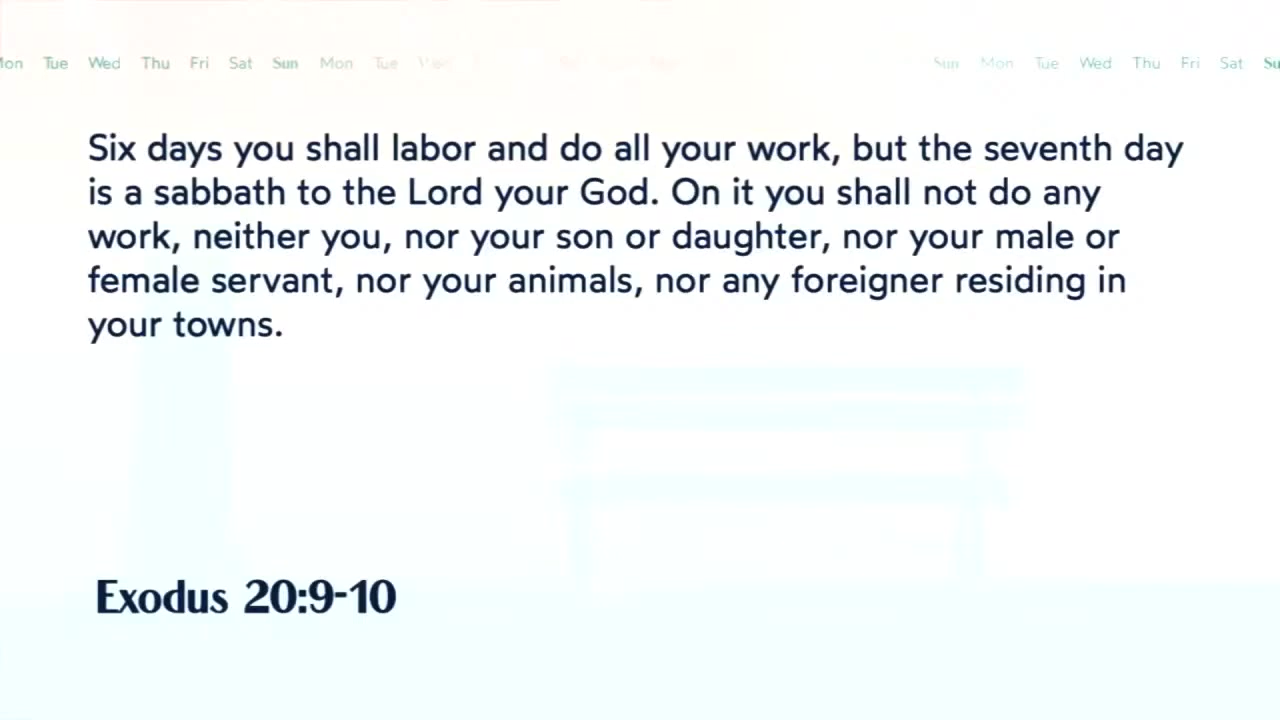 Mon Tue Wed Thu Fri Sat Sun Mon Tue Wed Sun Mon Tue Wed Thu Fri Sat Su
Six days you shall labor and do all your work, but the seventh day
is a sabbath to the Lord your God. On it you shall not do any
work, neither you, nor your son or daughter, nor your male or
female servant, nor your animals, nor any foreigner residing in
your towns.
Exodus 20:9-10